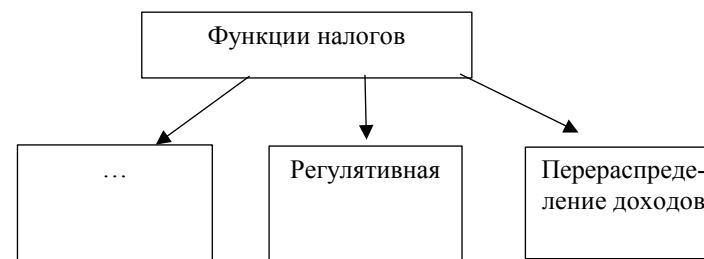 Функции налогов
…
Регулятивная
Перераспреде-
ление доходов